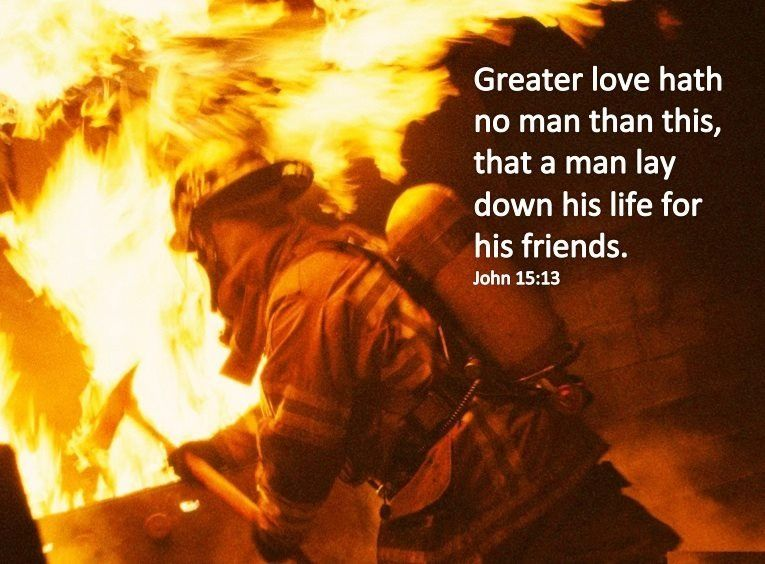 Greater love hath
no man than this,
that a man lay
down his life for
his friends.
John 15:13